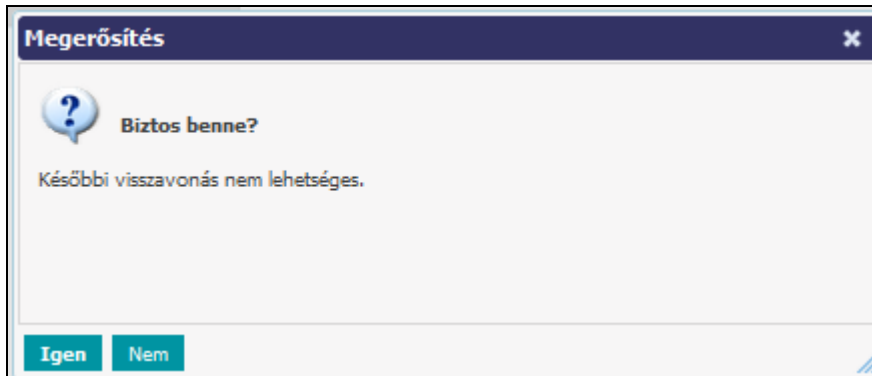 Megerősítés
Biztos benne?
Későbbi visszavonás nem lehetséges.
Igen Nem